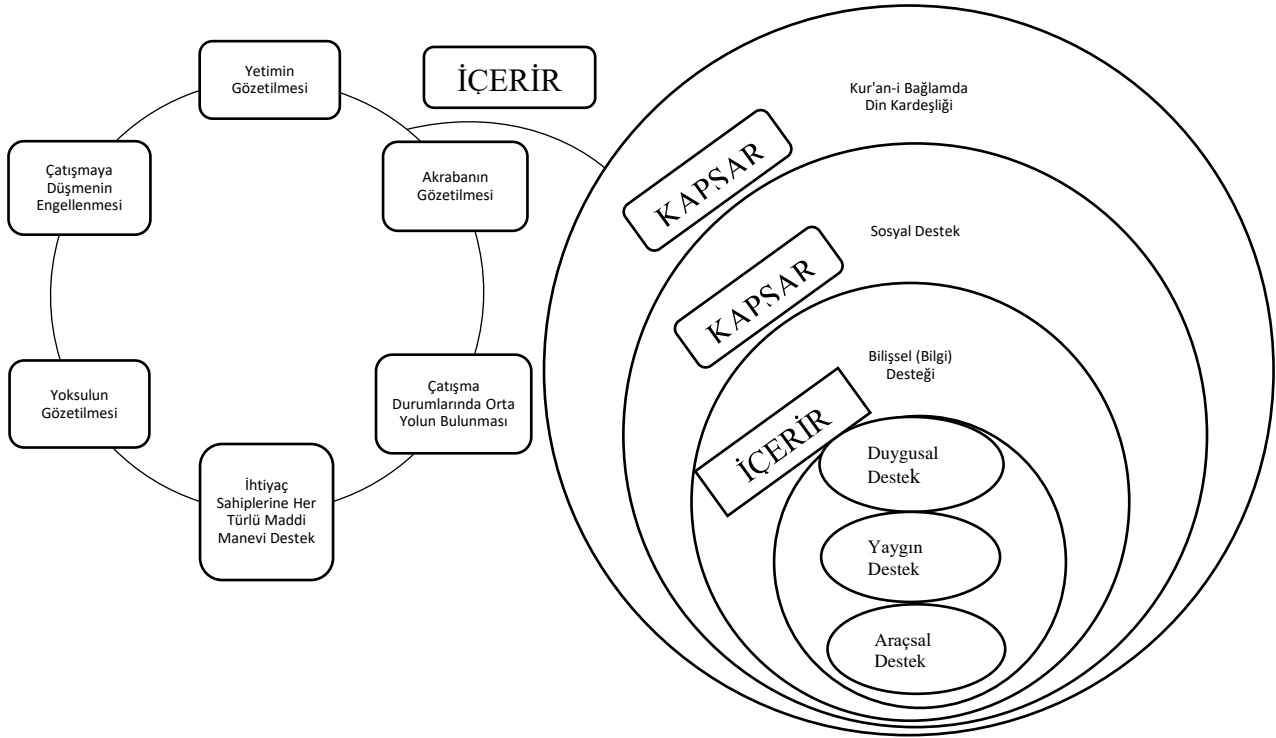 Yetimin
Gözetilmesi
İÇERİR
Akrabanın
Gözetilmesi
Çatışma
Durumlarında Orta
Yolun Bulunması
İhtiyaç
Sahiplerine Her
Türlü Maddi
Manevi Destek
Yoksulun
Gözetilmesi
Çatışmaya
Düşmenin
Engellenmesi
Kur'an-i Bağlamda
Din Kardeşliği
KAPSAR
Sosyal Destek
KAPSAR
Bilişsel (Bilgi)
Desteği
İÇERİR
Duygusal
Destek
Yaygın
Destek
Araçsal
Destek